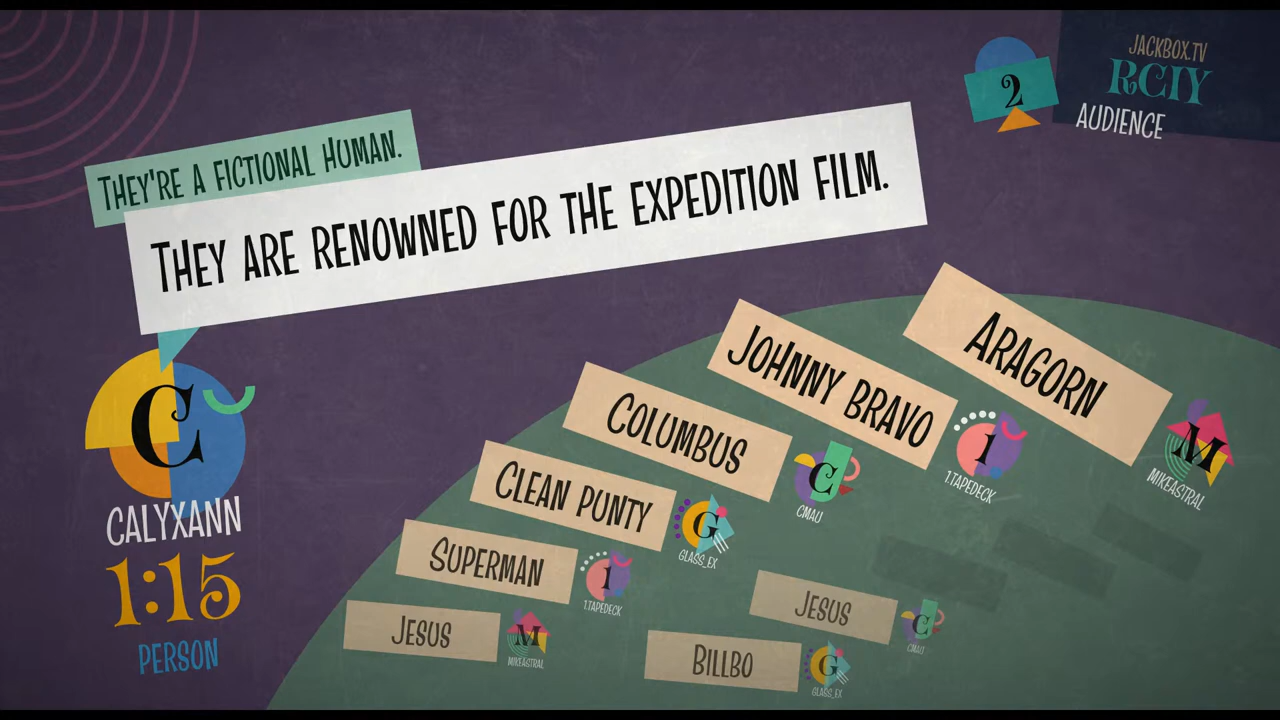 JACKBOX.TV
RCIY
AUDIENCE
2
THEY'RE A FICTIONAL HUMAN.
THEY ARE RENOWNED FOR THE EXPEDITION FILM.
C
CALYXANN
1:15
PERSON
ARAGORN
M
MIKEASTRAL
JOHNNY BRAVO
1
1.TAPEDECK
COLUMBUS
C
CMAU
CLEAN PUNTY
G
GLASS_EX
SUPERMAN
1
1.TAPEDECK
JESUS
M
MIKEASTRAL
JESUS
C
CMAU
BILLBO
G
GLASS_EX